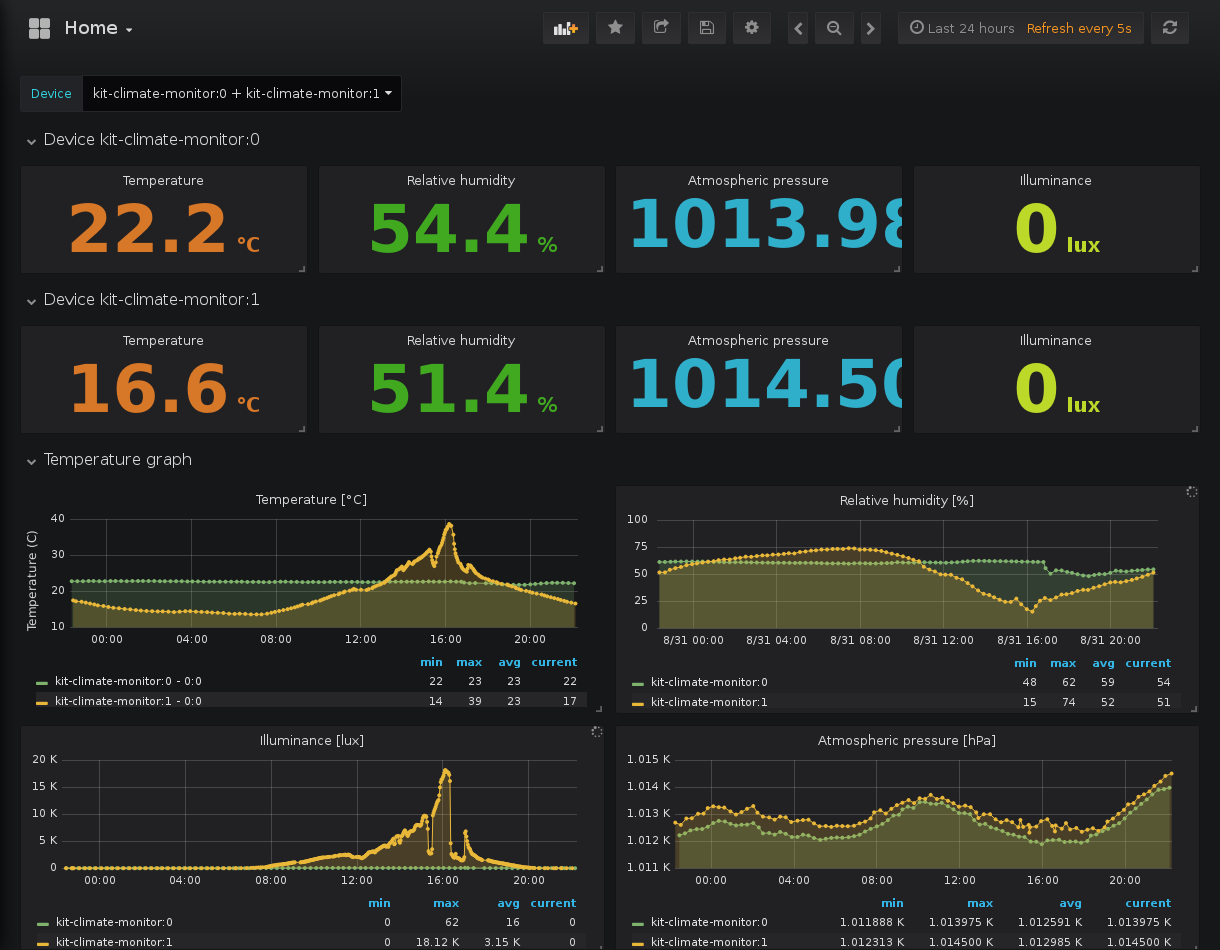 Home
Last 24 hours Refresh every 5s
Device kit-climate-monitor:0 + kit-climate-monitor:1
Device kit-climate-monitor:0
Temperature Relative humidity Atmospheric pressure Illuminance
22.2 °C 54.4 % 1013.98 0 lux
Device kit-climate-monitor:1
Temperature Relative humidity Atmospheric pressure Illuminance
16.6 °C 51.4 % 1014.50 0 lux
Temperature graph
Temperature [°C]
Temperature (C)
40
30
20
10
00:00 04:00 08:00 12:00 16:00 20:00
min max avg current
kit-climate-monitor:0 - 0:0 22 23 23 22
kit-climate-monitor:1 - 0:0 14 39 23 17
Relative humidity [%]
100
75
50
25
0
8/31 00:00 8/31 04:00 8/31 08:00 8/31 12:00 8/31 16:00 8/31 20:00
min max avg current
kit-climate-monitor:0 48 62 59 54
kit-climate-monitor:1 15 74 52 51
Illuminance [lux]
20 K
15 K
10 K
5 K
0
00:00 04:00 08:00 12:00 16:00 20:00
min max avg current
kit-climate-monitor:0 0 62 16 0
kit-climate-monitor:1 0 18.12 K 3.15 K 0
Atmospheric pressure [hPa]
1.015 K
1.014 K
1.013 K
1.012 K
1.011 K
00:00 04:00 08:00 12:00 16:00 20:00
min max avg current
kit-climate-monitor:0 1.011888 K 1.013975 K 1.012591 K 1.013975 K
kit-climate-monitor:1 1.012313 K 1.014500 K 1.012985 K 1.014500 K